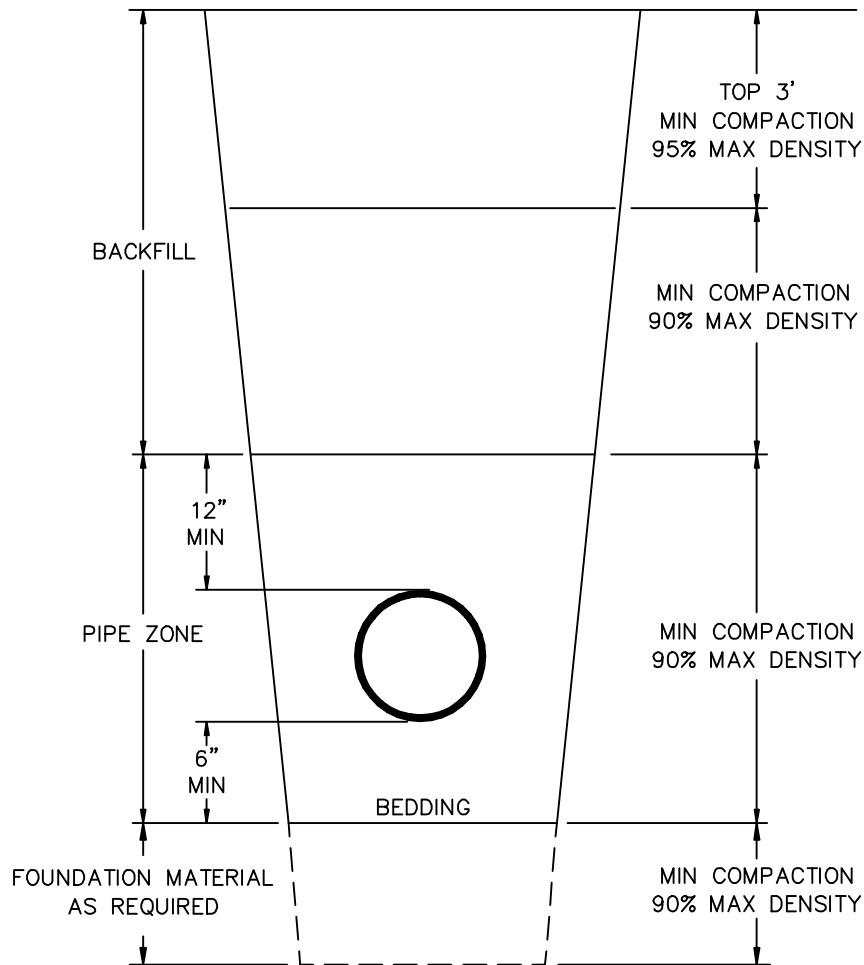 TOP 3'
MIN COMPACTION
95% MAX DENSITY
BACKFILL
MIN COMPACTION
90% MAX DENSITY
12”
MIN
PIPE ZONE
MIN COMPACTION
90% MAX DENSITY
6”
MIN
BEDDING
FOUNDATION MATERIAL
AS REQUIRED
MIN COMPACTION
90% MAX DENSITY